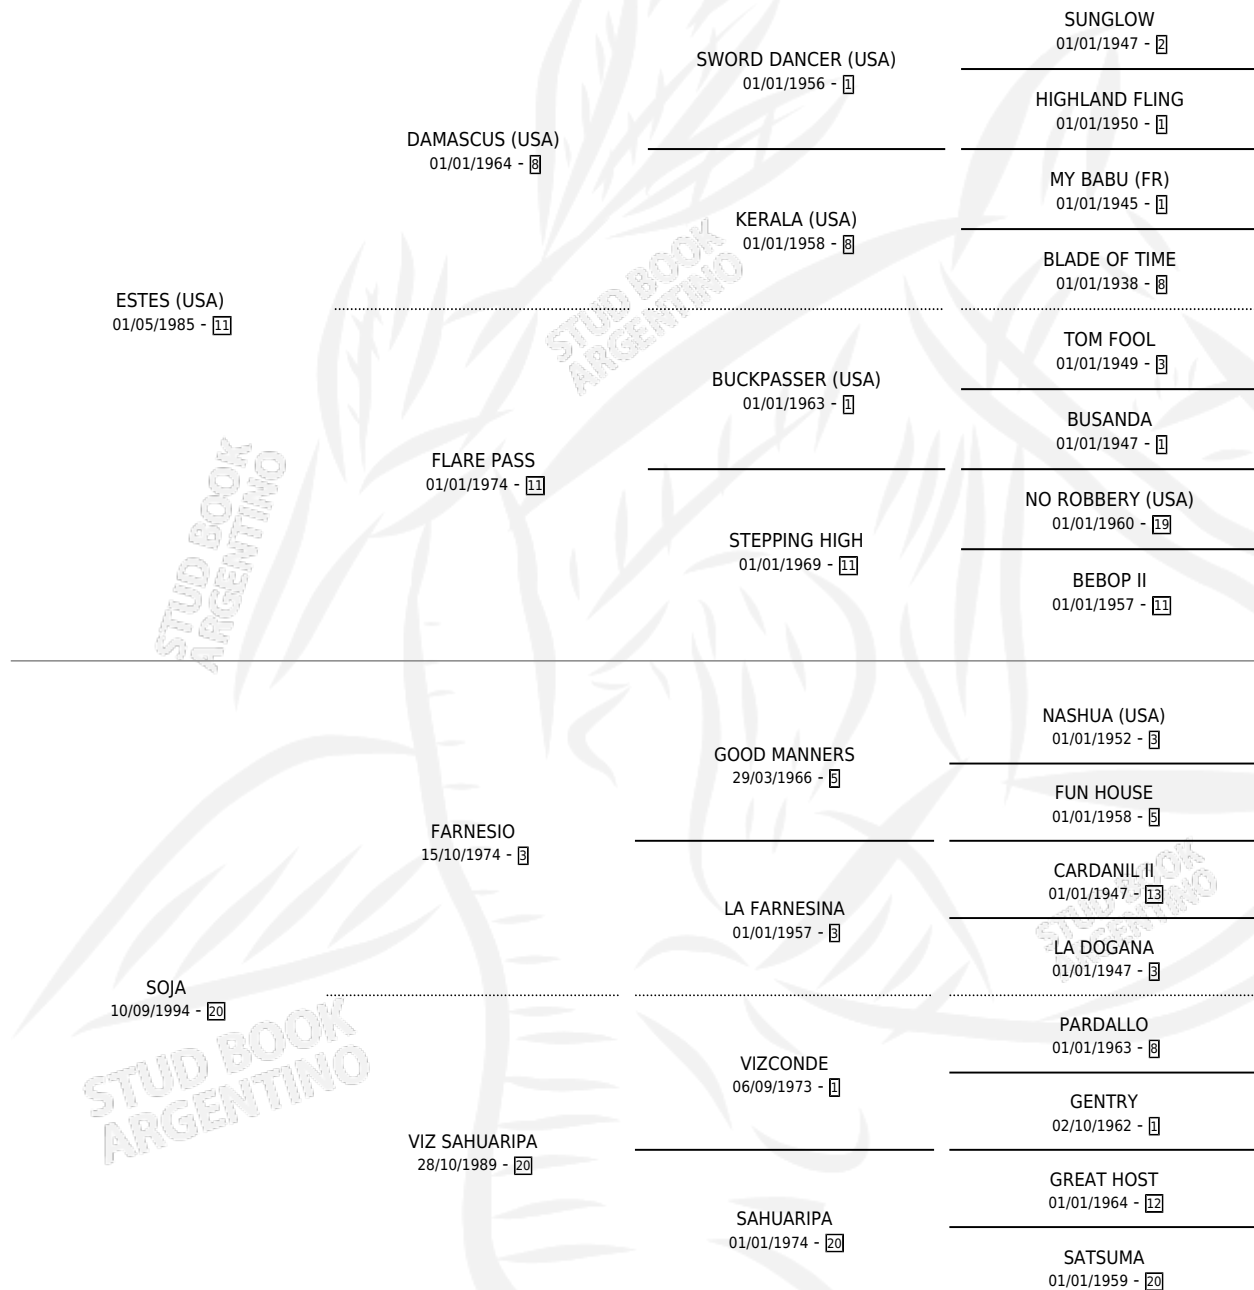 SUNGLOW
01/01/1947 - 2
SWORD DANCER (USA)
01/01/1956 - 1
HIGHLAND FLING
01/01/1950 - 1
DAMASCUS (USA)
01/01/1964 - 8
MY BABU (FR)
01/01/1945 - 1
KERALA (USA)
01/01/1958 - 8
BLADE OF TIME
01/01/1938 - 8
ESTES (USA)
01/05/1985 - 11
TOM FOOL
01/01/1949 - 3
BUCKPASSER (USA)
01/01/1963 - 1
BUSANDA
01/01/1947 - 1
FLARE PASS
01/01/1974 - 11
NO ROBBERY (USA)
01/01/1960 - 19
STEPPING HIGH
01/01/1969 - 11
BEBOP II
01/01/1957 - 11
NASHUA (USA)
01/01/1952 - 3
GOOD MANNERS
29/03/1966 - 5
FUN HOUSE
01/01/1958 - 5
FARNESIO
15/10/1974 - 3
CARDANIL II
01/01/1947 - 13
LA FARNESINA
01/01/1957 - 3
LA DOGANA
01/01/1947 - 3
SOJA
10/09/1994 - 20
PARDALLO
01/01/1963 - 8
VIZCONDE
06/09/1973 - 1
GENTRY
02/10/1962 - 1
VIZ SAHUARIPA
28/10/1989 - 20
GREAT HOST
01/01/1964 - 12
SAHUARIPA
01/01/1974 - 20
SATSUMA
01/01/1959 - 20
STUD BOOK
ARGENTINO
STUD BOOK
ARGENTINO
STUD BOOK
ARGENTINO
STUD BOOK
ARGENTINO